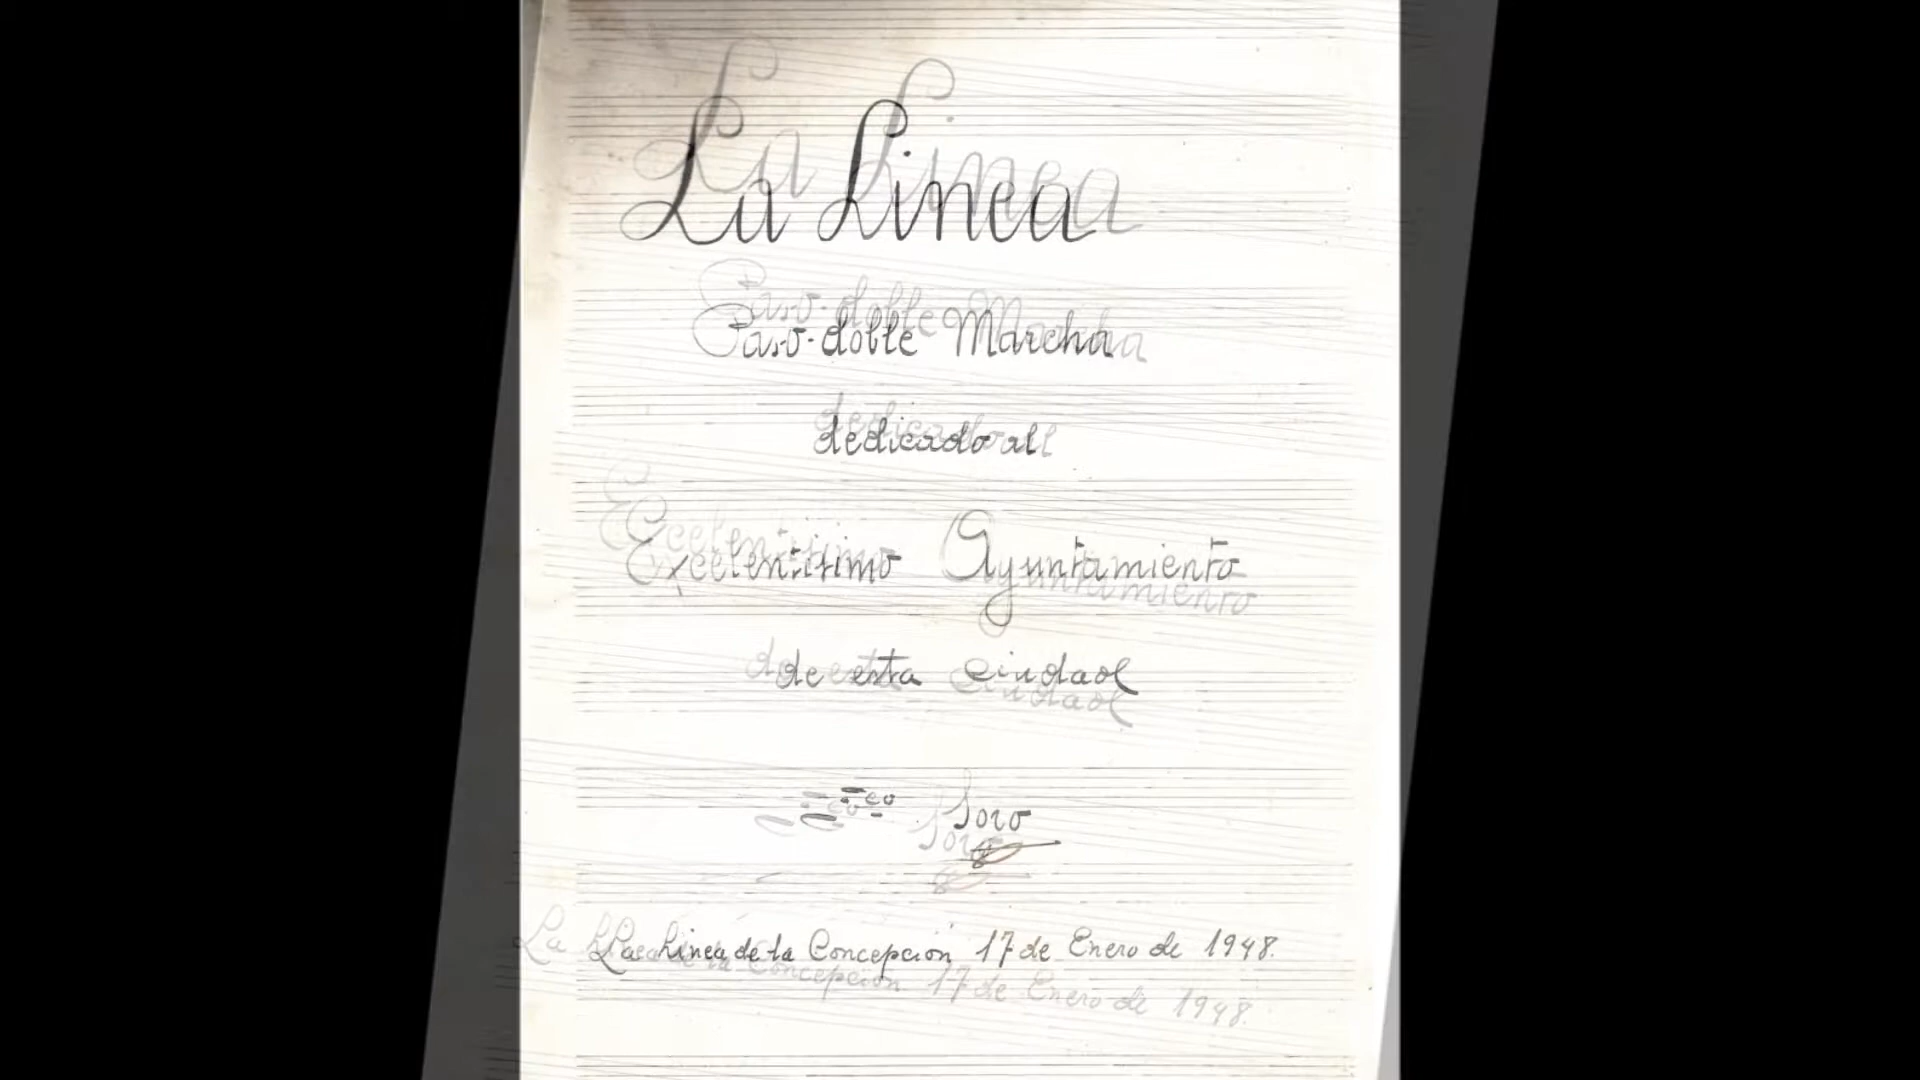 La Linea
Paso-doble Marcha
dedicado al
Excelentisimo Ayuntamiento
de esta ciudad
Soro
La Linea de la Concepción 17 de Enero de 1948.